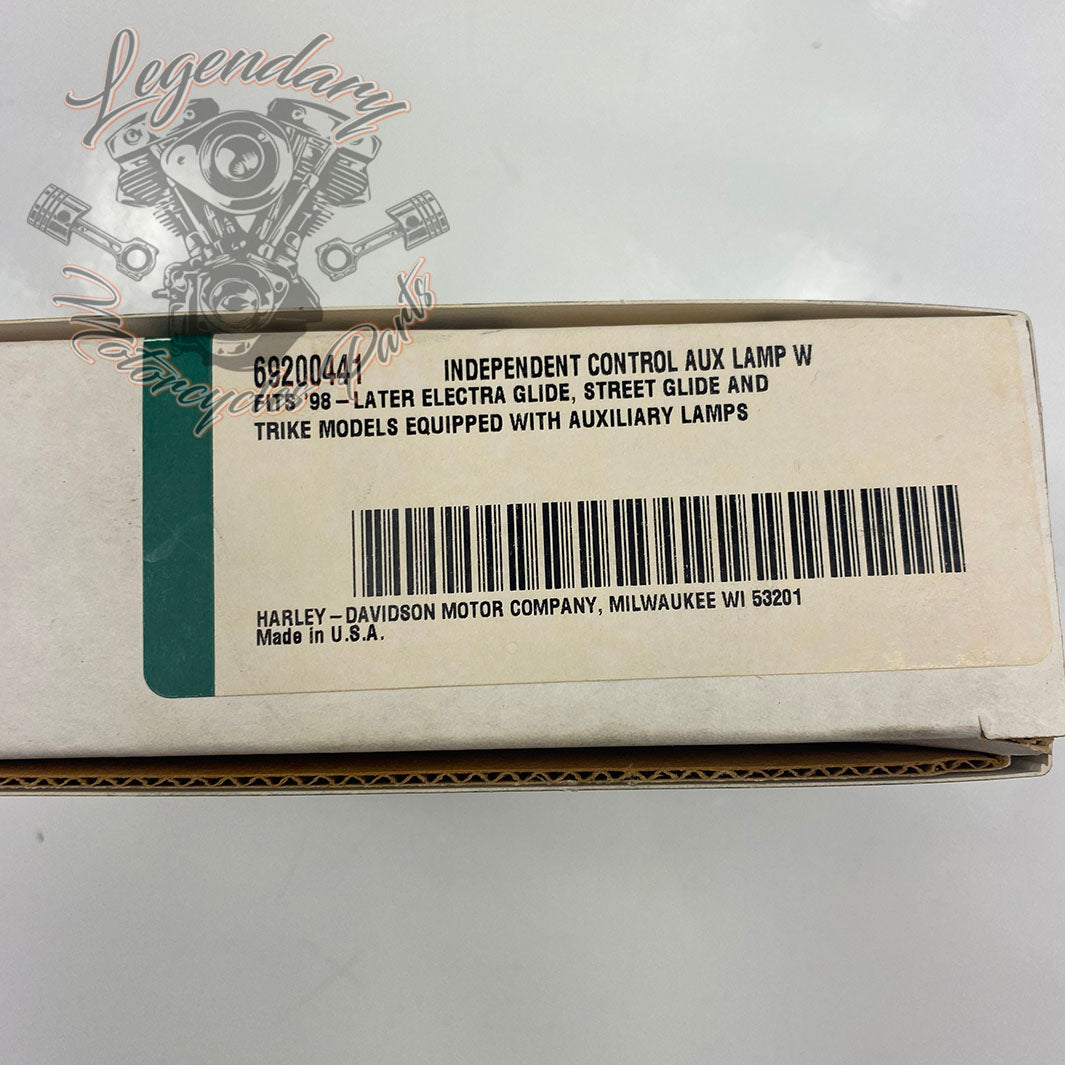 Legendary
Motorcycle Parts
69200441 INDEPENDENT CONTROL AUX LAMP W
FITS '98-LATER ELECTRA GLIDE, STREET GLIDE AND
TRIKE MODELS EQUIPPED WITH AUXILIARY LAMPS
HARLEY-DAVIDSON MOTOR COMPANY, MILWAUKEE WI 53201
Made in U.S.A.